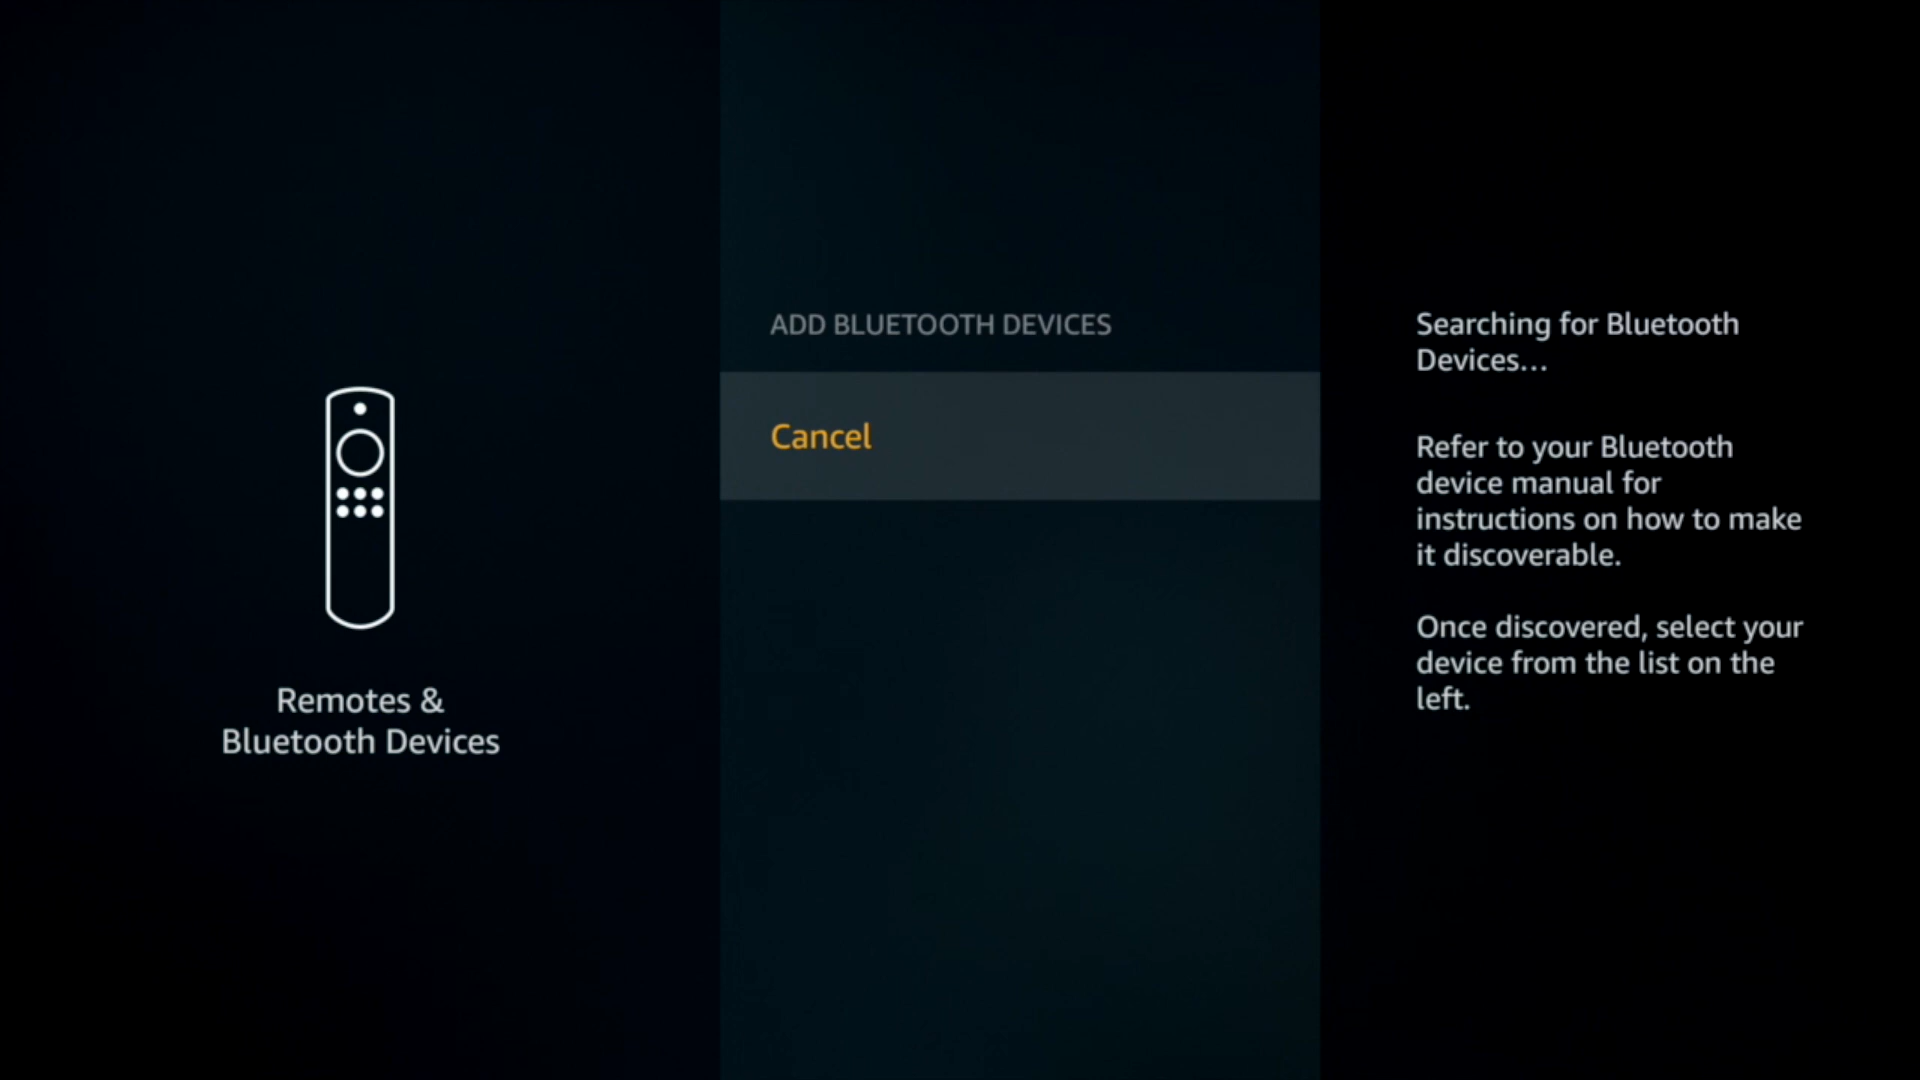 Remotes &
Bluetooth Devices
ADD BLUETOOTH DEVICES
Cancel
Searching for Bluetooth
Devices...
Refer to your Bluetooth
device manual for
instructions on how to make
it discoverable.
Once discovered, select your
device from the list on the
left.